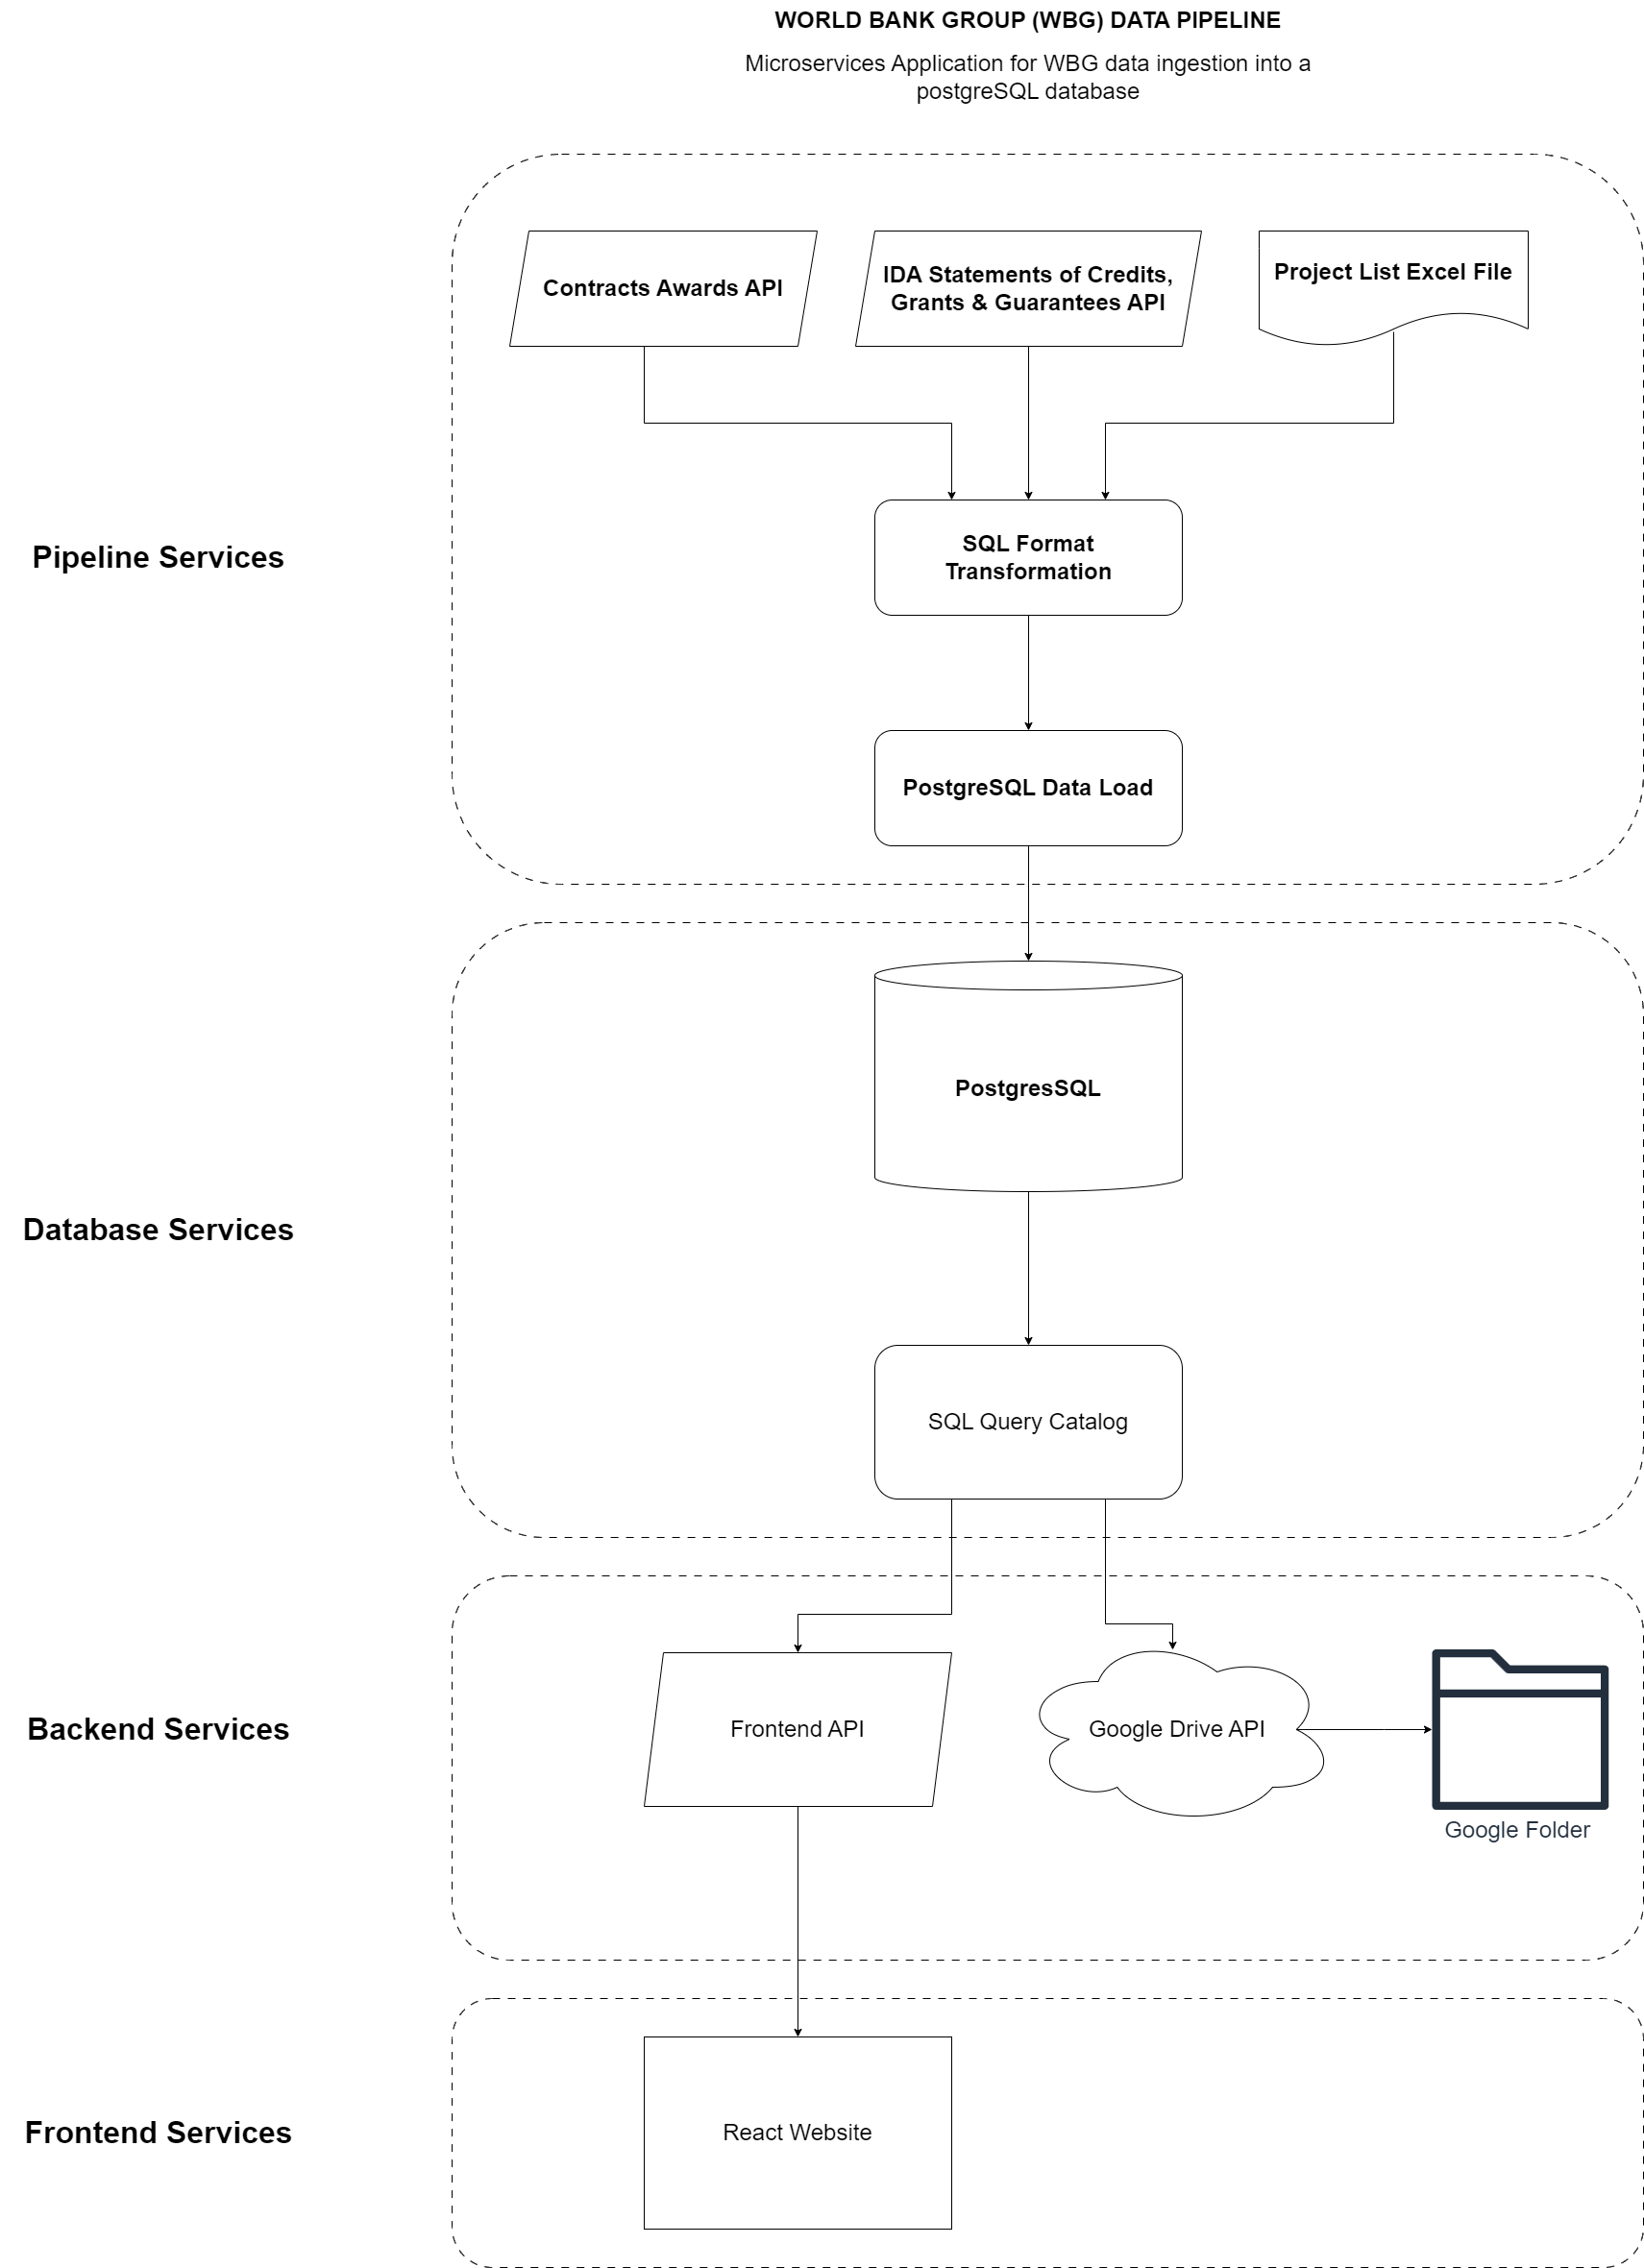 WORLD BANK GROUP (WBG) DATA PIPELINE
Microservices Application for WBG data ingestion into a
postgreSQL database
Contracts Awards API
IDA Statements of Credits,
Grants & Guarantees API
Project List Excel File
Pipeline Services
SQL Format
Transformation
PostgreSQL Data Load
PostgresSQL
Database Services
SQL Query Catalog
Backend Services
Frontend API
Google Drive API
Google Folder
Frontend Services
React Website